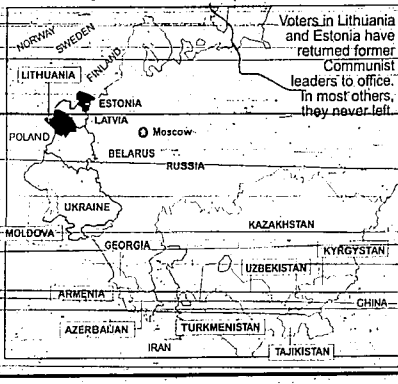 Voters in Lithuania
and Estonia have
returned former
Communist
leaders to office.
In most others,
they never left.
NORWAY
SWEDEN
FINLAND
LITHUANIA
ESTONIA
LATVIA
POLAND
Moscow
BELARUS
RUSSIA
UKRAINE
MOLDOVA
KAZAKHSTAN
GEORGIA
KYRGYSTAN
UZBEKISTAN
ARMENIA
CHINA
AZERBAIJAN
TURKMENISTAN
IRAN
TAJIKISTAN